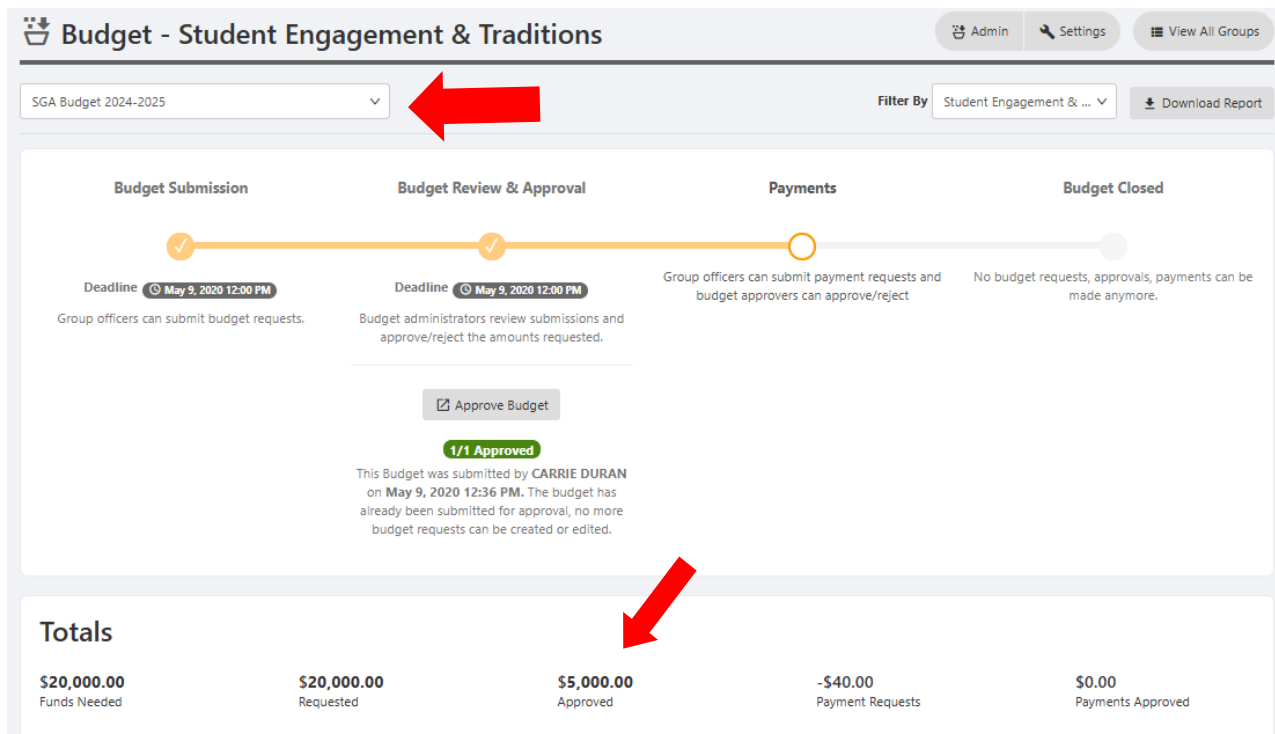 Budget - Student Engagement & Traditions
Admin
Settings
View All Groups
SGA Budget 2024-2025
Filter By
Student Engagement & ...
Download Report
Budget Submission
Budget Review & Approval
Payments
Budget Closed
Deadline May 9, 2020 12:00 PM
Group officers can submit budget requests.
Deadline May 9, 2020 12:00 PM
Budget administrators review submissions and
approve/reject the amounts requested.
Group officers can submit payment requests and
budget approvers can approve/reject
No budget requests, approvals, payments can be
made anymore.
Approve Budget
1/1 Approved
This Budget was submitted by CARRIE DURAN
on May 9, 2020 12:36 PM. The budget has
already been submitted for approval, no more
budget requests can be created or edited.
Totals
$20,000.00
Funds Needed
$20,000.00
Requested
$5,000.00
Approved
-$40.00
Payment Requests
$0.00
Payments Approved